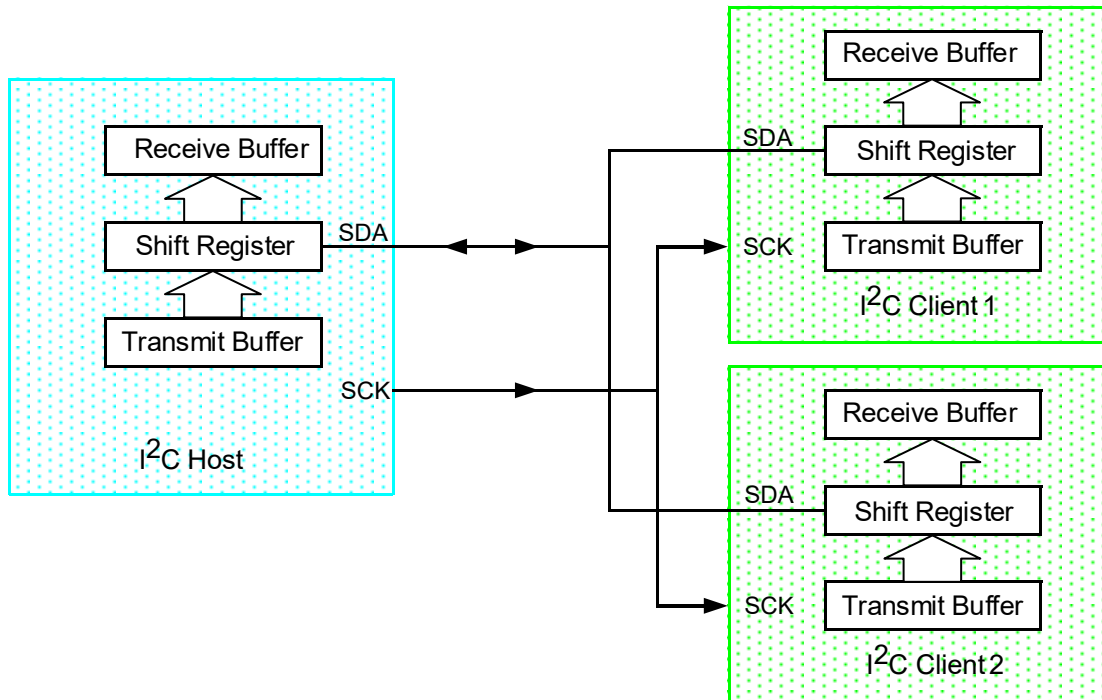 Receive Buffer
Shift Register
SDA
Transmit Buffer
SCK
I²C Host
Receive Buffer
SDA
Shift Register
SCK
Transmit Buffer
I²C Client 1
Receive Buffer
SDA
Shift Register
SCK
Transmit Buffer
I²C Client 2